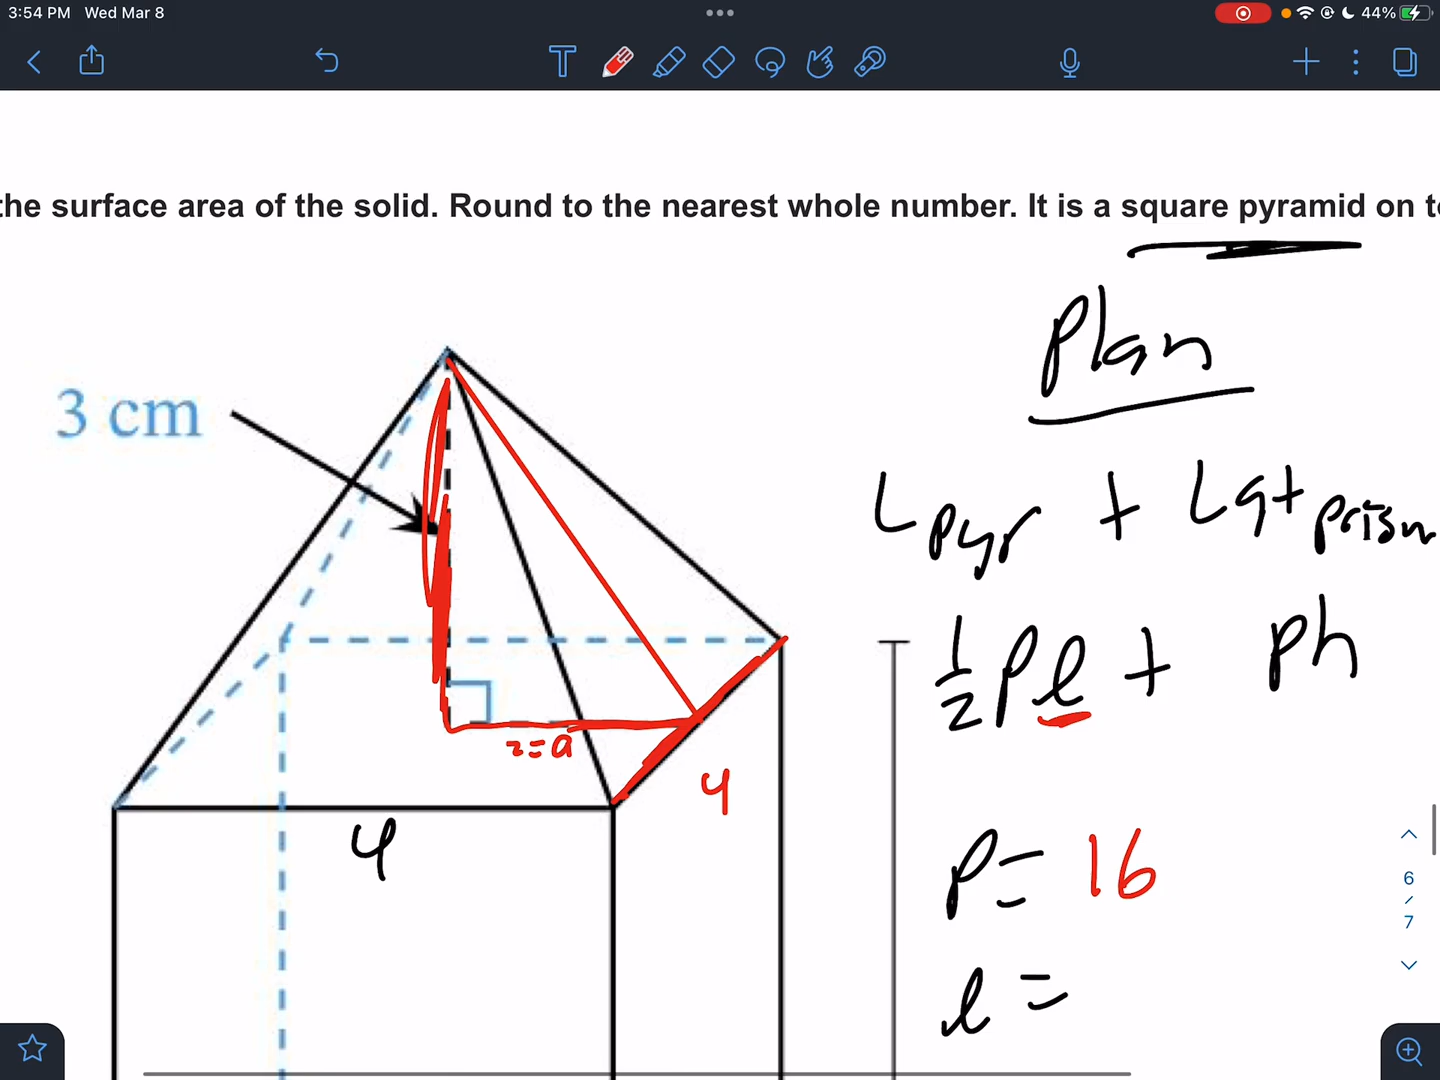 3:54 PM Wed Mar 8
44%
the surface area of the solid. Round to the nearest whole number. It is a square pyramid on t
Plan
3 cm
L pyr + Lat prism
1/2 Pl + Ph
2=a
4
4
P= 16
l =
6
/
7